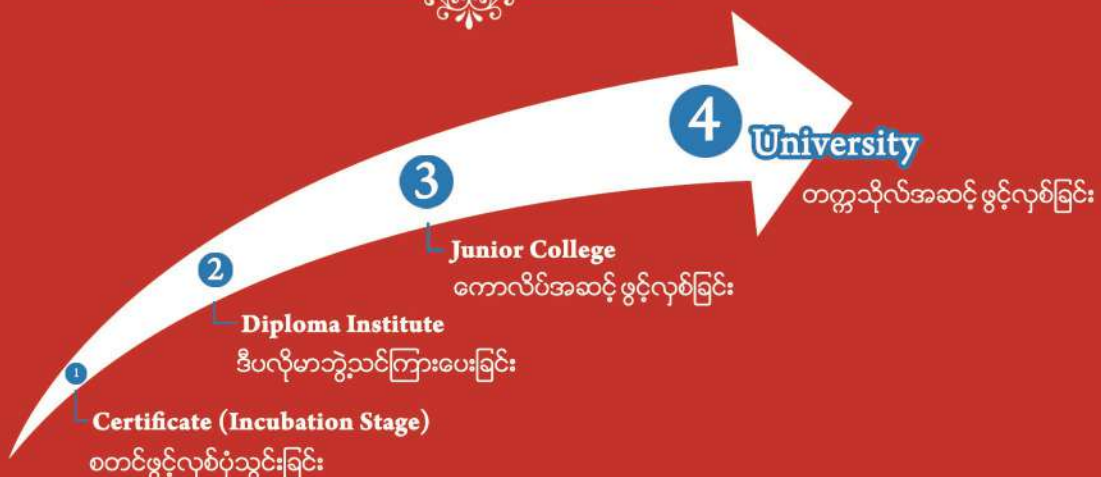 4
University
တက္ကသိုလ်အဆင့် ဖွင့်လှစ်ခြင်း
3
Junior College
ကောလိပ်အဆင့် ဖွင့်လှစ်ခြင်း
2
Diploma Institute
ဒီပလိုမာဘွဲ့သင်ကြားပေးခြင်း
1
Certificate (Incubation Stage)
စတင်ဖွင့်လှစ်ပုံသွင်းခြင်း